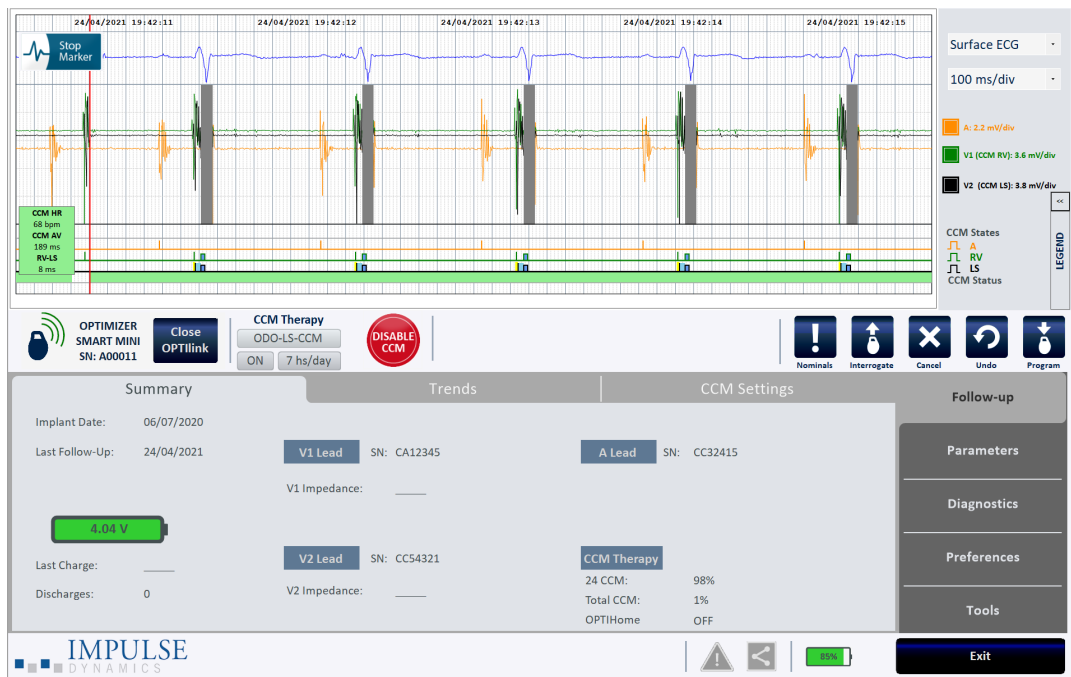 24/04/2021 19:42:11
24/04/2021 19:42:12
24/04/2021 19:42:13
24/04/2021 19:42:14
24/04/2021 19:42:15
Stop
Marker
Surface ECG
100 ms/div
A: 2.2 mV/div
V1 (CCM RV): 3.6 mV/div
V2 (CCM LS): 3.8 mV/div
<<
LEGEND
CCM States
A
RV
LS
CCM Status
CCM HR
68 bpm
CCM AV
189 ms
RV-LS
8 ms
OPTIMIZER
SMART MINI
SN: A00011
Close
OPTIlink
CCM Therapy
ODO-LS-CCM
ON
7 hs/day
DISABLE
CCM
Nominals
Interrogate
Cancel
Undo
Program
Summary
Trends
CCM Settings
Follow-up
Parameters
Diagnostics
Preferences
Tools
Implant Date: 06/07/2020
Last Follow-Up: 24/04/2021
4.04 V
Last Charge: ____
Discharges: 0
V1 Lead SN: CA12345
V1 Impedance: ____
V2 Lead SN: CC54321
V2 Impedance: ____
A Lead SN: CC32415
CCM Therapy
24 CCM: 98%
Total CCM: 1%
OPTIHome OFF
IMPULSE
DYNAMICS
85%
Exit